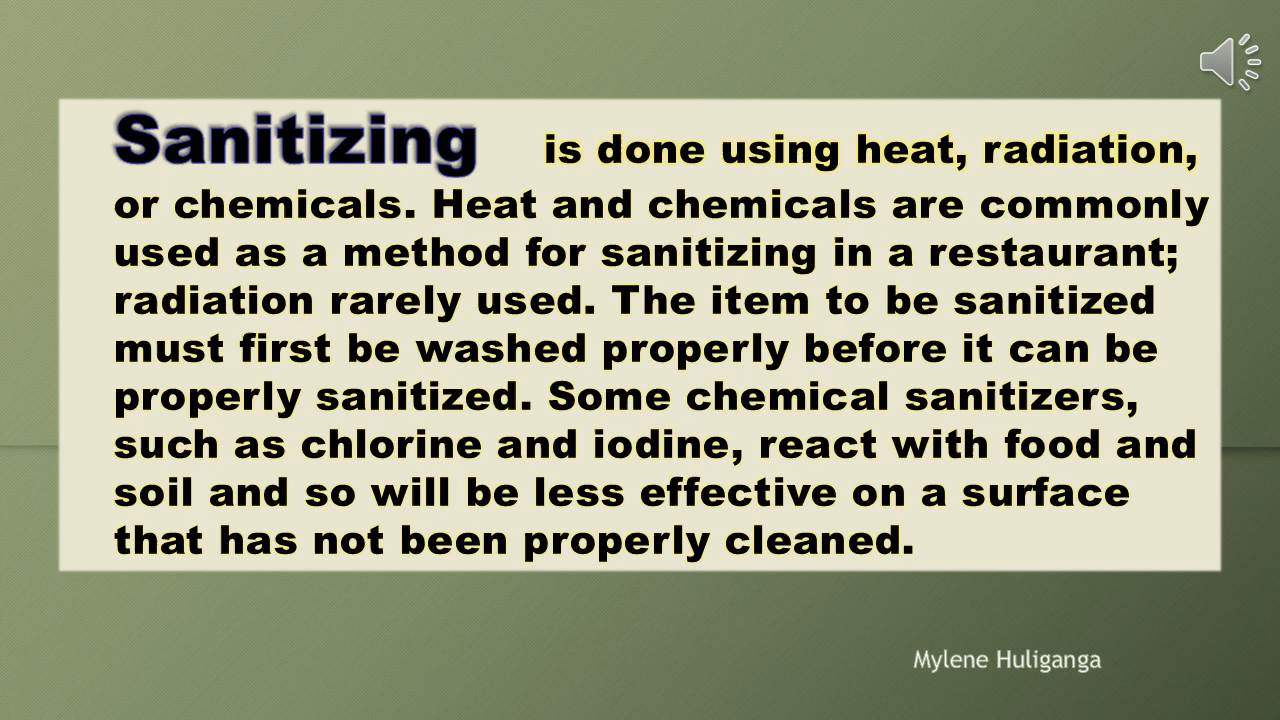 Sanitizing is done using heat, radiation,
or chemicals. Heat and chemicals are commonly
used as a method for sanitizing in a restaurant;
radiation rarely used. The item to be sanitized
must first be washed properly before it can be
properly sanitized. Some chemical sanitizers,
such as chlorine and iodine, react with food and
soil and so will be less effective on a surface
that has not been properly cleaned.
Mylene Huliganga